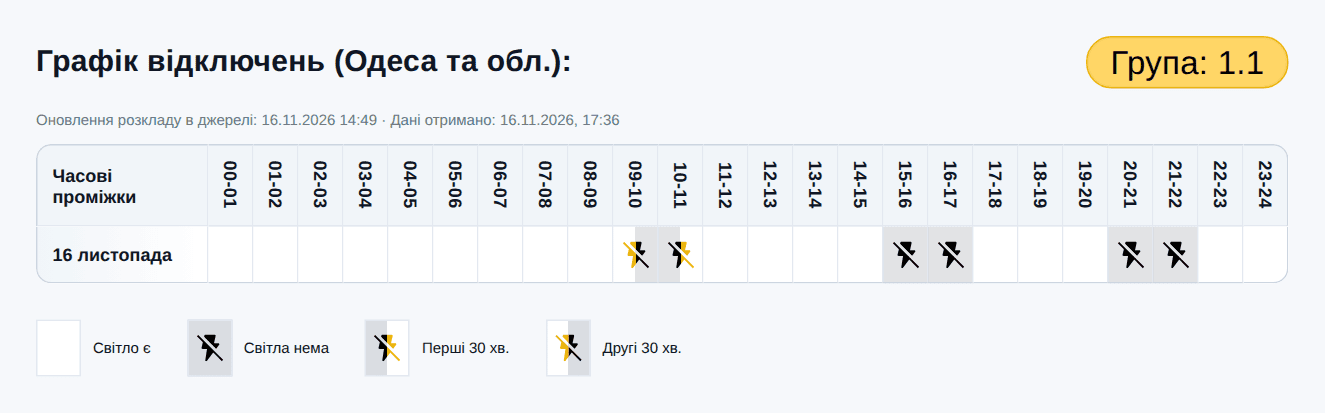 Графік відключень (Одеса та обл.):
Група: 1.1
Оновлення розкладу в джерелі: 16.11.2026 14:49 · Дані отримано: 16.11.2026, 17:36
Часові
проміжки
00-01
01-02
02-03
03-04
04-05
05-06
06-07
07-08
08-09
09-10
10-11
11-12
12-13
13-14
14-15
15-16
16-17
17-18
18-19
19-20
20-21
21-22
22-23
23-24
16 листопада
Світло є
Світла нема
Перші 30 хв.
Другі 30 хв.